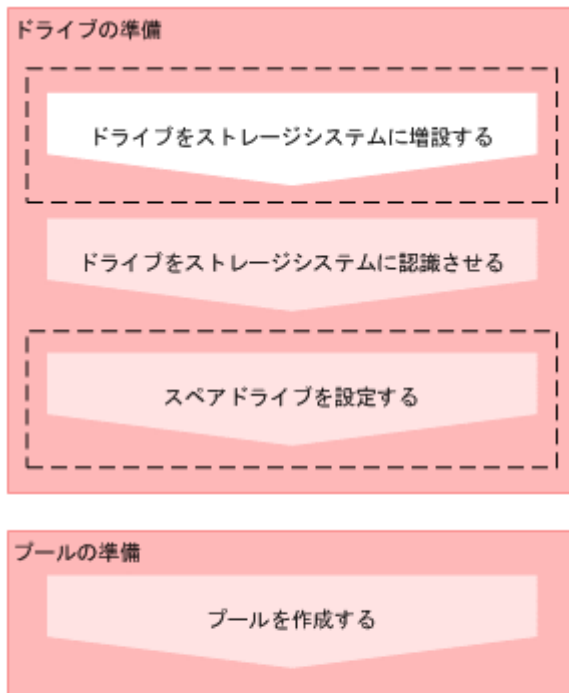 ドライブの準備
ドライブをストレージシステムに増設する
ドライブをストレージシステムに認識させる
スペアドライブを設定する
プールの準備
プールを作成する